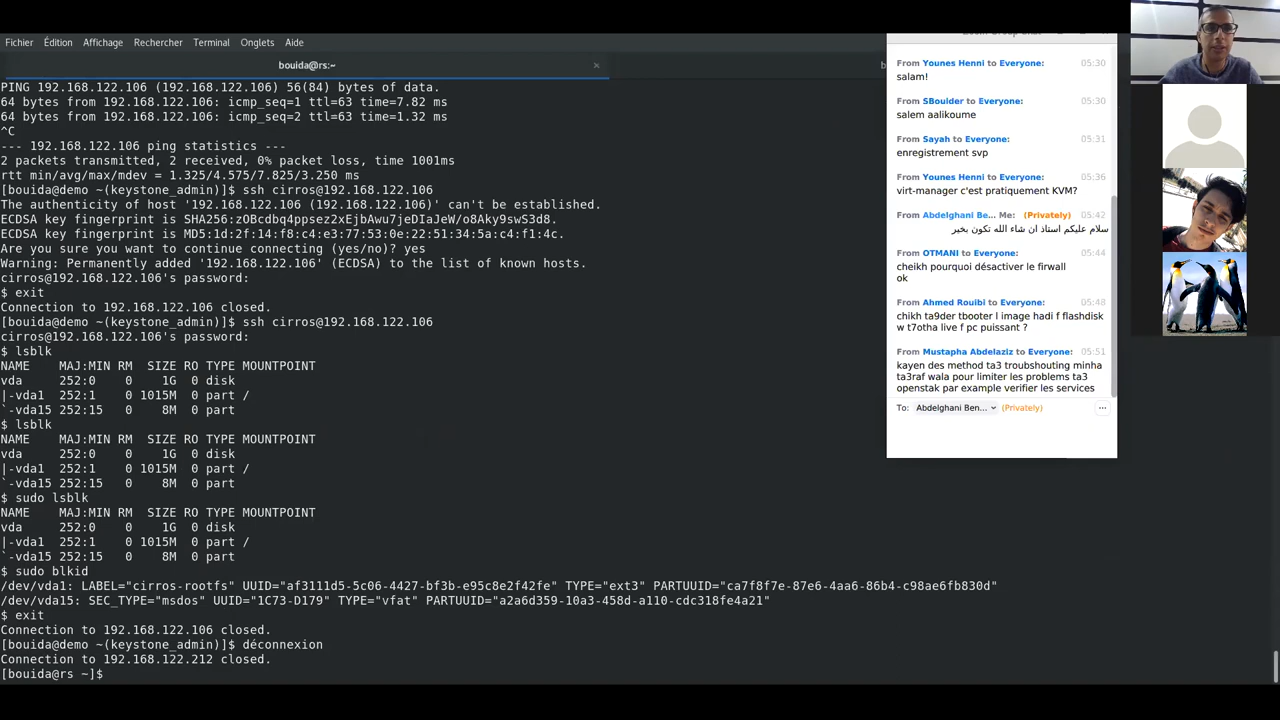 Fichier Édition Affichage Rechercher Terminal Onglets Aide
bouida@rs:~
PING 192.168.122.106 (192.168.122.106) 56(84) bytes of data.
64 bytes from 192.168.122.106: icmp_seq=1 ttl=63 time=7.82 ms
64 bytes from 192.168.122.106: icmp_seq=2 ttl=63 time=1.32 ms
^C
--- 192.168.122.106 ping statistics ---
2 packets transmitted, 2 received, 0% packet loss, time 1001ms
rtt min/avg/max/mdev = 1.325/4.575/7.825/3.250 ms
[bouida@demo ~(keystone_admin)]$ ssh cirros@192.168.122.106
The authenticity of host '192.168.122.106 (192.168.122.106)' can't be established.
ECDSA key fingerprint is SHA256:zOBcdbq4ppsez2xEjbAwu7jeDIaJeW/o8Aky9swS3d8.
ECDSA key fingerprint is MD5:1d:2f:14:f8:c4:17:77:53:0e:22:51:34:5a:c4:f1:4c.
Are you sure you want to continue connecting (yes/no)? yes
Warning: Permanently added '192.168.122.106' (ECDSA) to the list of known hosts.
cirros@192.168.122.106's password:
$ exit
Connection to 192.168.122.106 closed.
[bouida@demo ~(keystone_admin)]$ ssh cirros@192.168.122.106
cirros@192.168.122.106's password:
$ lsblk
NAME MAJ:MIN RM SIZE RO TYPE MOUNTPOINT
vda 252:0 0 1G 0 disk
|-vda1 252:1 0 1015M 0 part /
`-vda15 252:15 0 8M 0 part
$ lsblk
NAME MAJ:MIN RM SIZE RO TYPE MOUNTPOINT
vda 252:0 0 1G 0 disk
|-vda1 252:1 0 1015M 0 part /
`-vda15 252:15 0 8M 0 part
$ sudo lsblk
NAME MAJ:MIN RM SIZE RO TYPE MOUNTPOINT
vda 252:0 0 1G 0 disk
|-vda1 252:1 0 1015M 0 part /
`-vda15 252:15 0 8M 0 part
$ sudo blkid
/dev/vda1: LABEL="cirros-rootfs" UUID="af3111d5-5c06-4427-bf3b-e95c8e2f42fe" TYPE="ext3" PARTUUID="ca7f8f7e-87e6-4aa6-86b4-c98ae6fb830d"
/dev/vda15: SEC_TYPE="msdos" UUID="1C73-D179" TYPE="vfat" PARTUUID="a2a6d359-10a3-458d-a110-cdc318fe4a21"
$ exit
Connection to 192.168.122.106 closed.
[bouida@demo ~(keystone_admin)]$ déconnexion
Connection to 192.168.122.212 closed.
[bouida@rs ~]$
From Younes Henni to Everyone: 05:30
salam!
From SBouider to Everyone: 05:30
salem aalikoume
From Sayah to Everyone: 05:31
enregistrement svp
From Younes Henni to Everyone: 05:36
virt-manager c'est pratiquement KVM?
From Abdelghani Be... Me: (Privately) 05:42
سلام عليكم استاذ ان شاء الله تكون بخير
From OTMANI to Everyone: 05:44
cheikh pourquoi désactiver le firwall
ok
From Ahmed Rouibi to Everyone: 05:48
chikh ta9der tbooter l image hadi f flashdisk
w t7otha live f pc puissant ?
From Mustapha Abdelaziz to Everyone: 05:51
kayen des method ta3 troubshouting minha
ta3raf wala pour limiter les problems ta3
openstak par example verifier les services
To: Abdelghani Ben... (Privately)